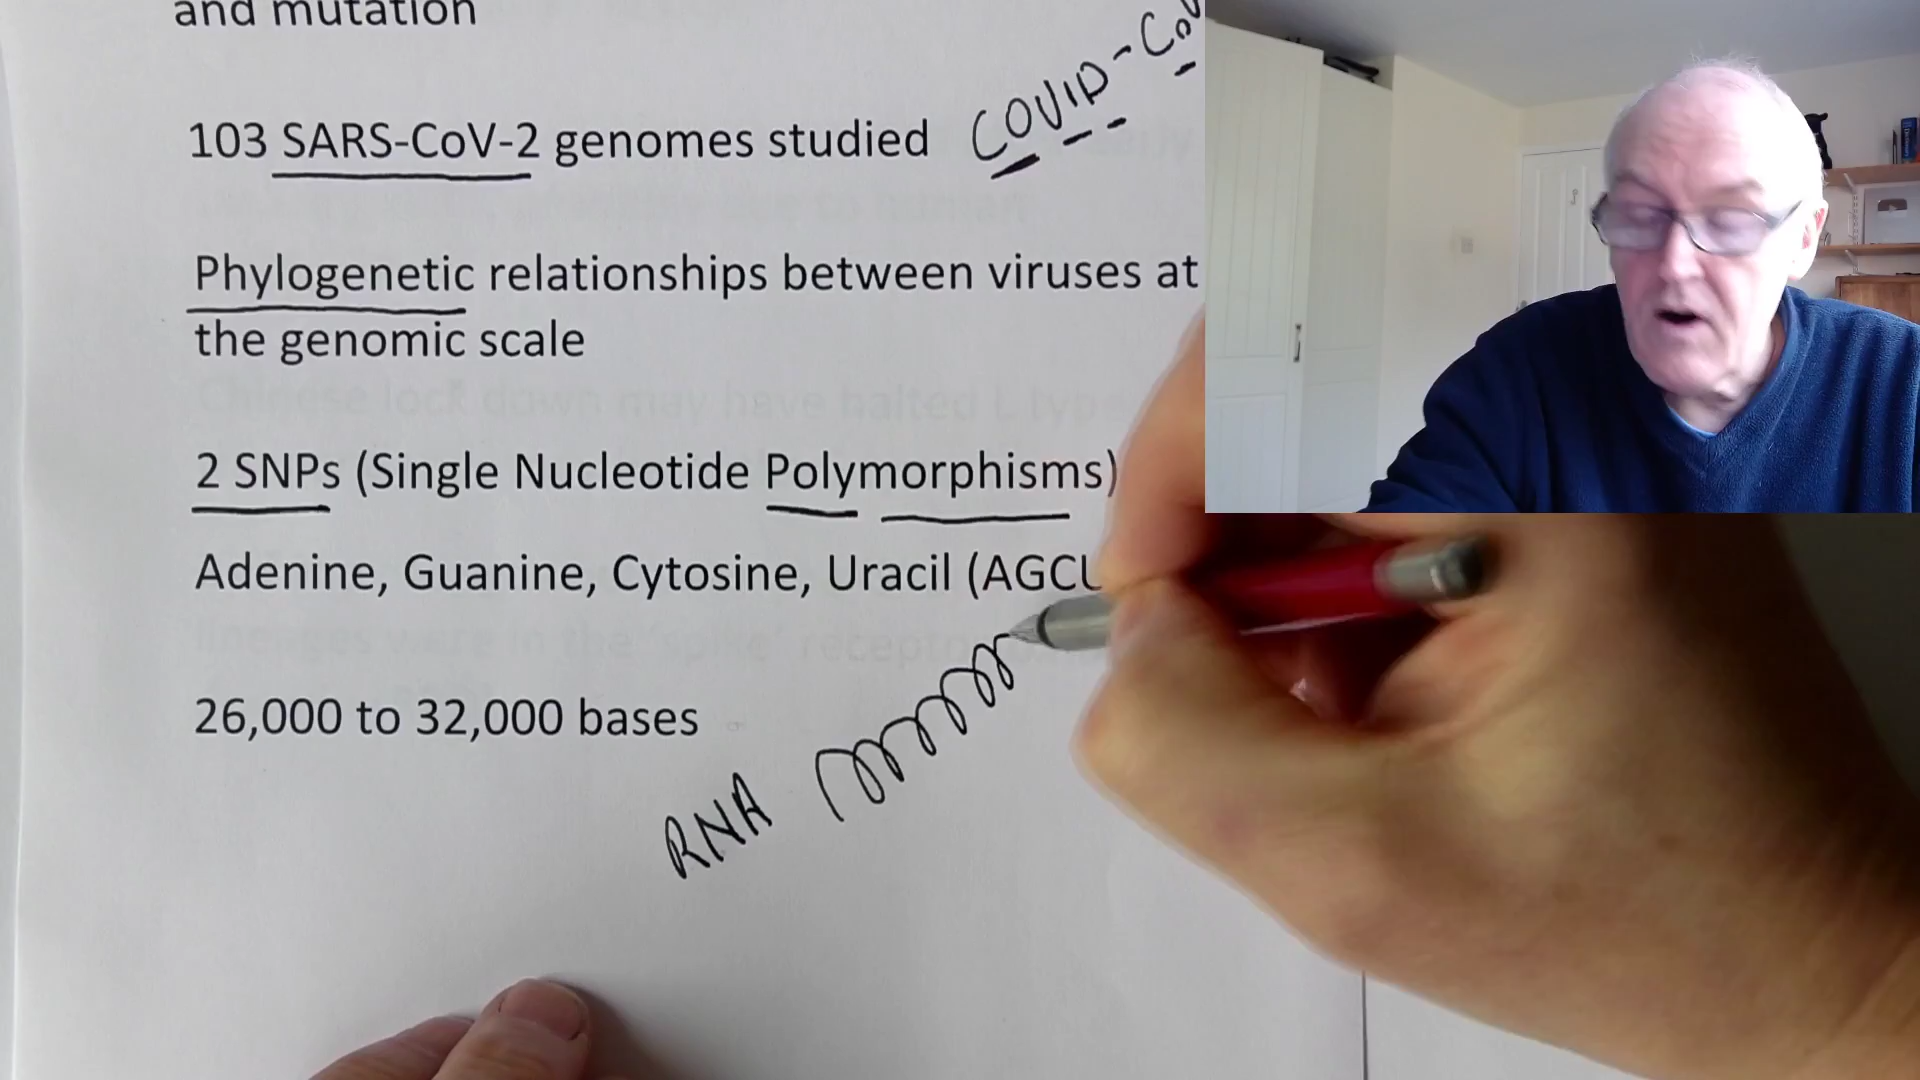 and mutation
103 SARS-CoV-2 genomes studied
COVID-CoV
Phylogenetic relationships between viruses at
the genomic scale
2 SNPs (Single Nucleotide Polymorphisms)
Adenine, Guanine, Cytosine, Uracil (AGCU
26,000 to 32,000 bases
RNA